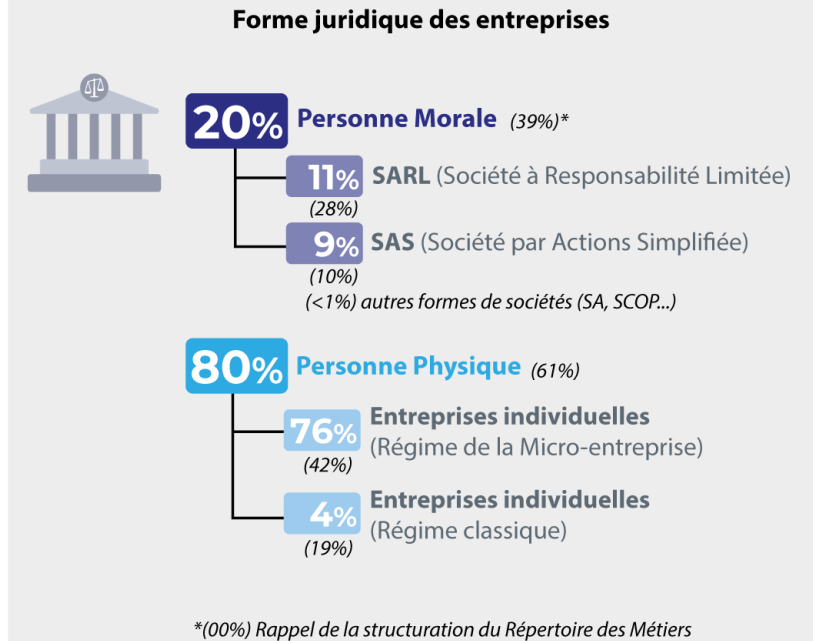 Forme juridique des entreprises
20% Personne Morale (39%)*
11% SARL (Société à Responsabilité Limitée)
(28%)
9% SAS (Société par Actions Simplifiée)
(10%)
(<1%) autres formes de sociétés (SA, SCOP...)
80% Personne Physique (61%)
76% Entreprises individuelles
(Régime de la Micro-entreprise)
(42%)
4% Entreprises individuelles
(Régime classique)
(19%)
*(00%) Rappel de la structuration du Répertoire des Métiers